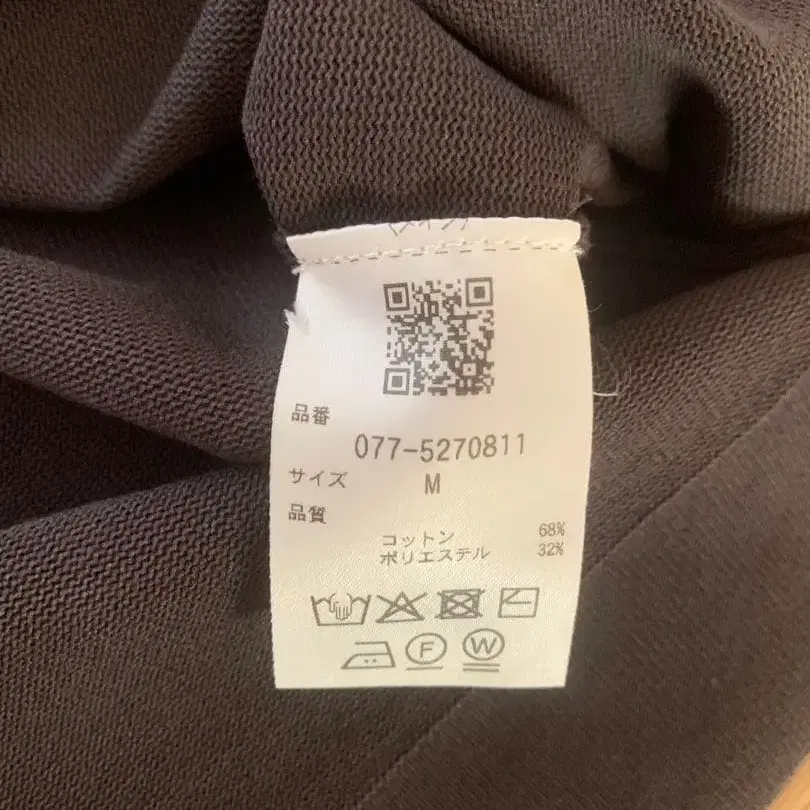 品番
077-5270811
サイズ
M
品質
コットン 68%
ポリエステル 32%
F W